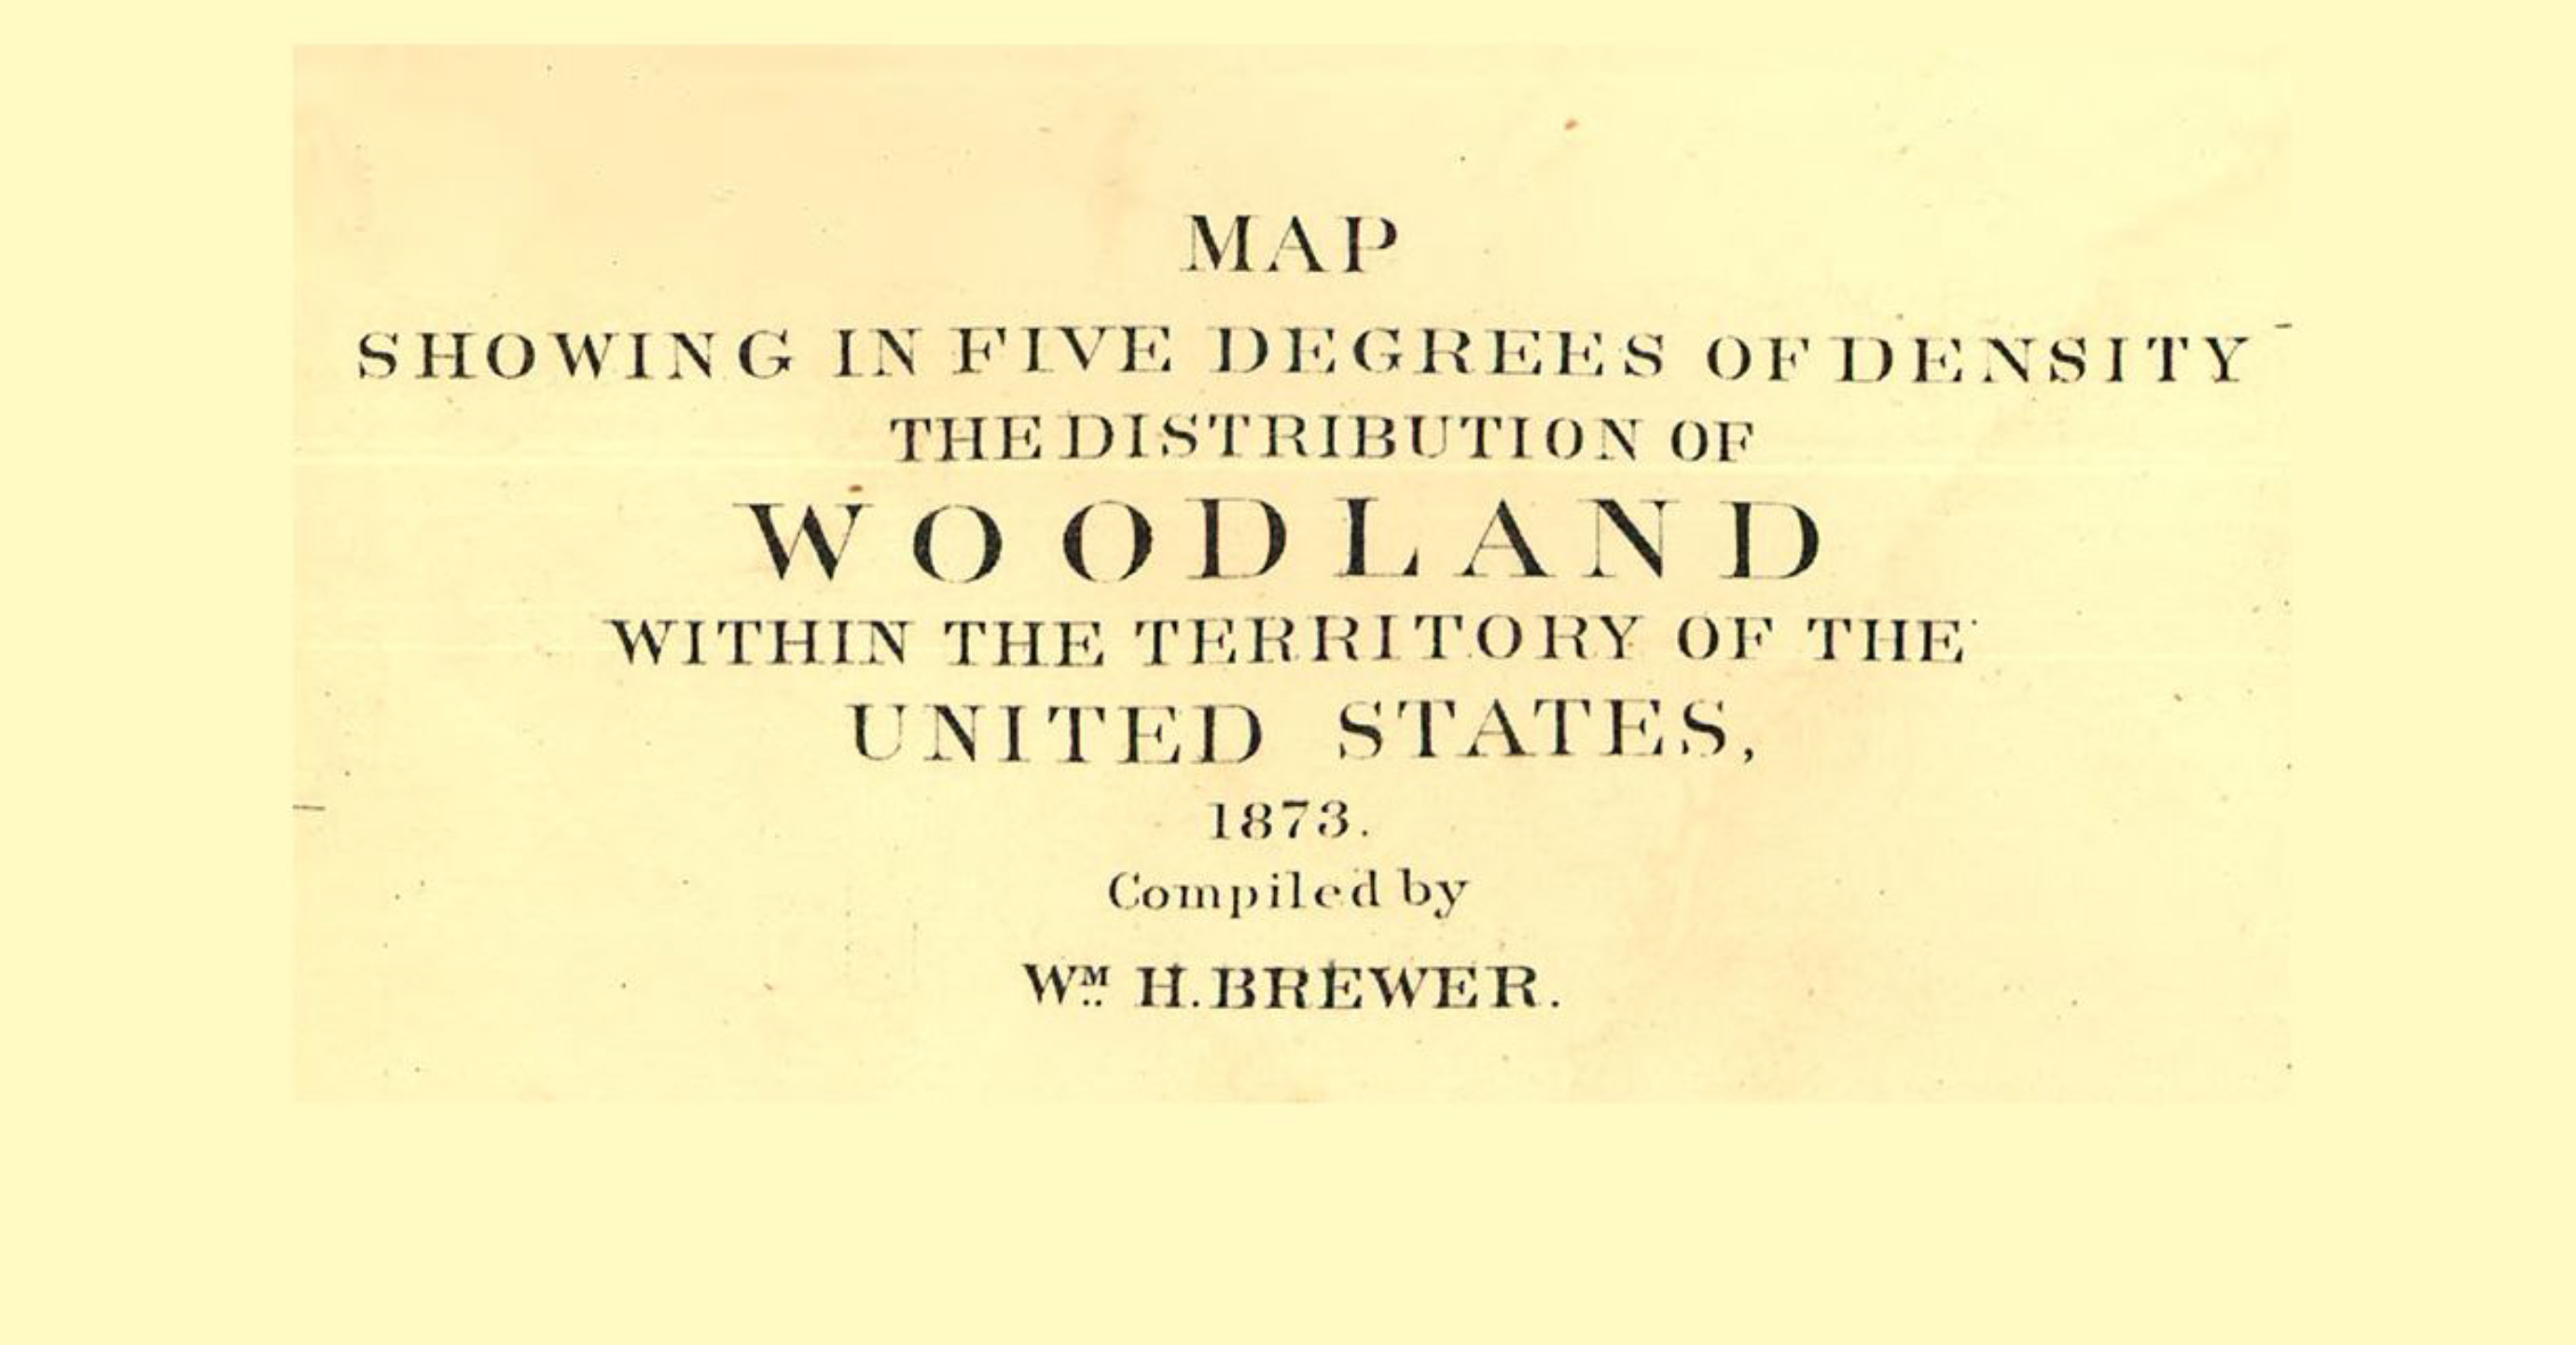 MAP
SHOWING IN FIVE DEGREES OF DENSITY
THE DISTRIBUTION OF
WOODLAND
WITHIN THE TERRITORY OF THE
UNITED STATES,
1873.
Compiled by
WM. H. BREWER.